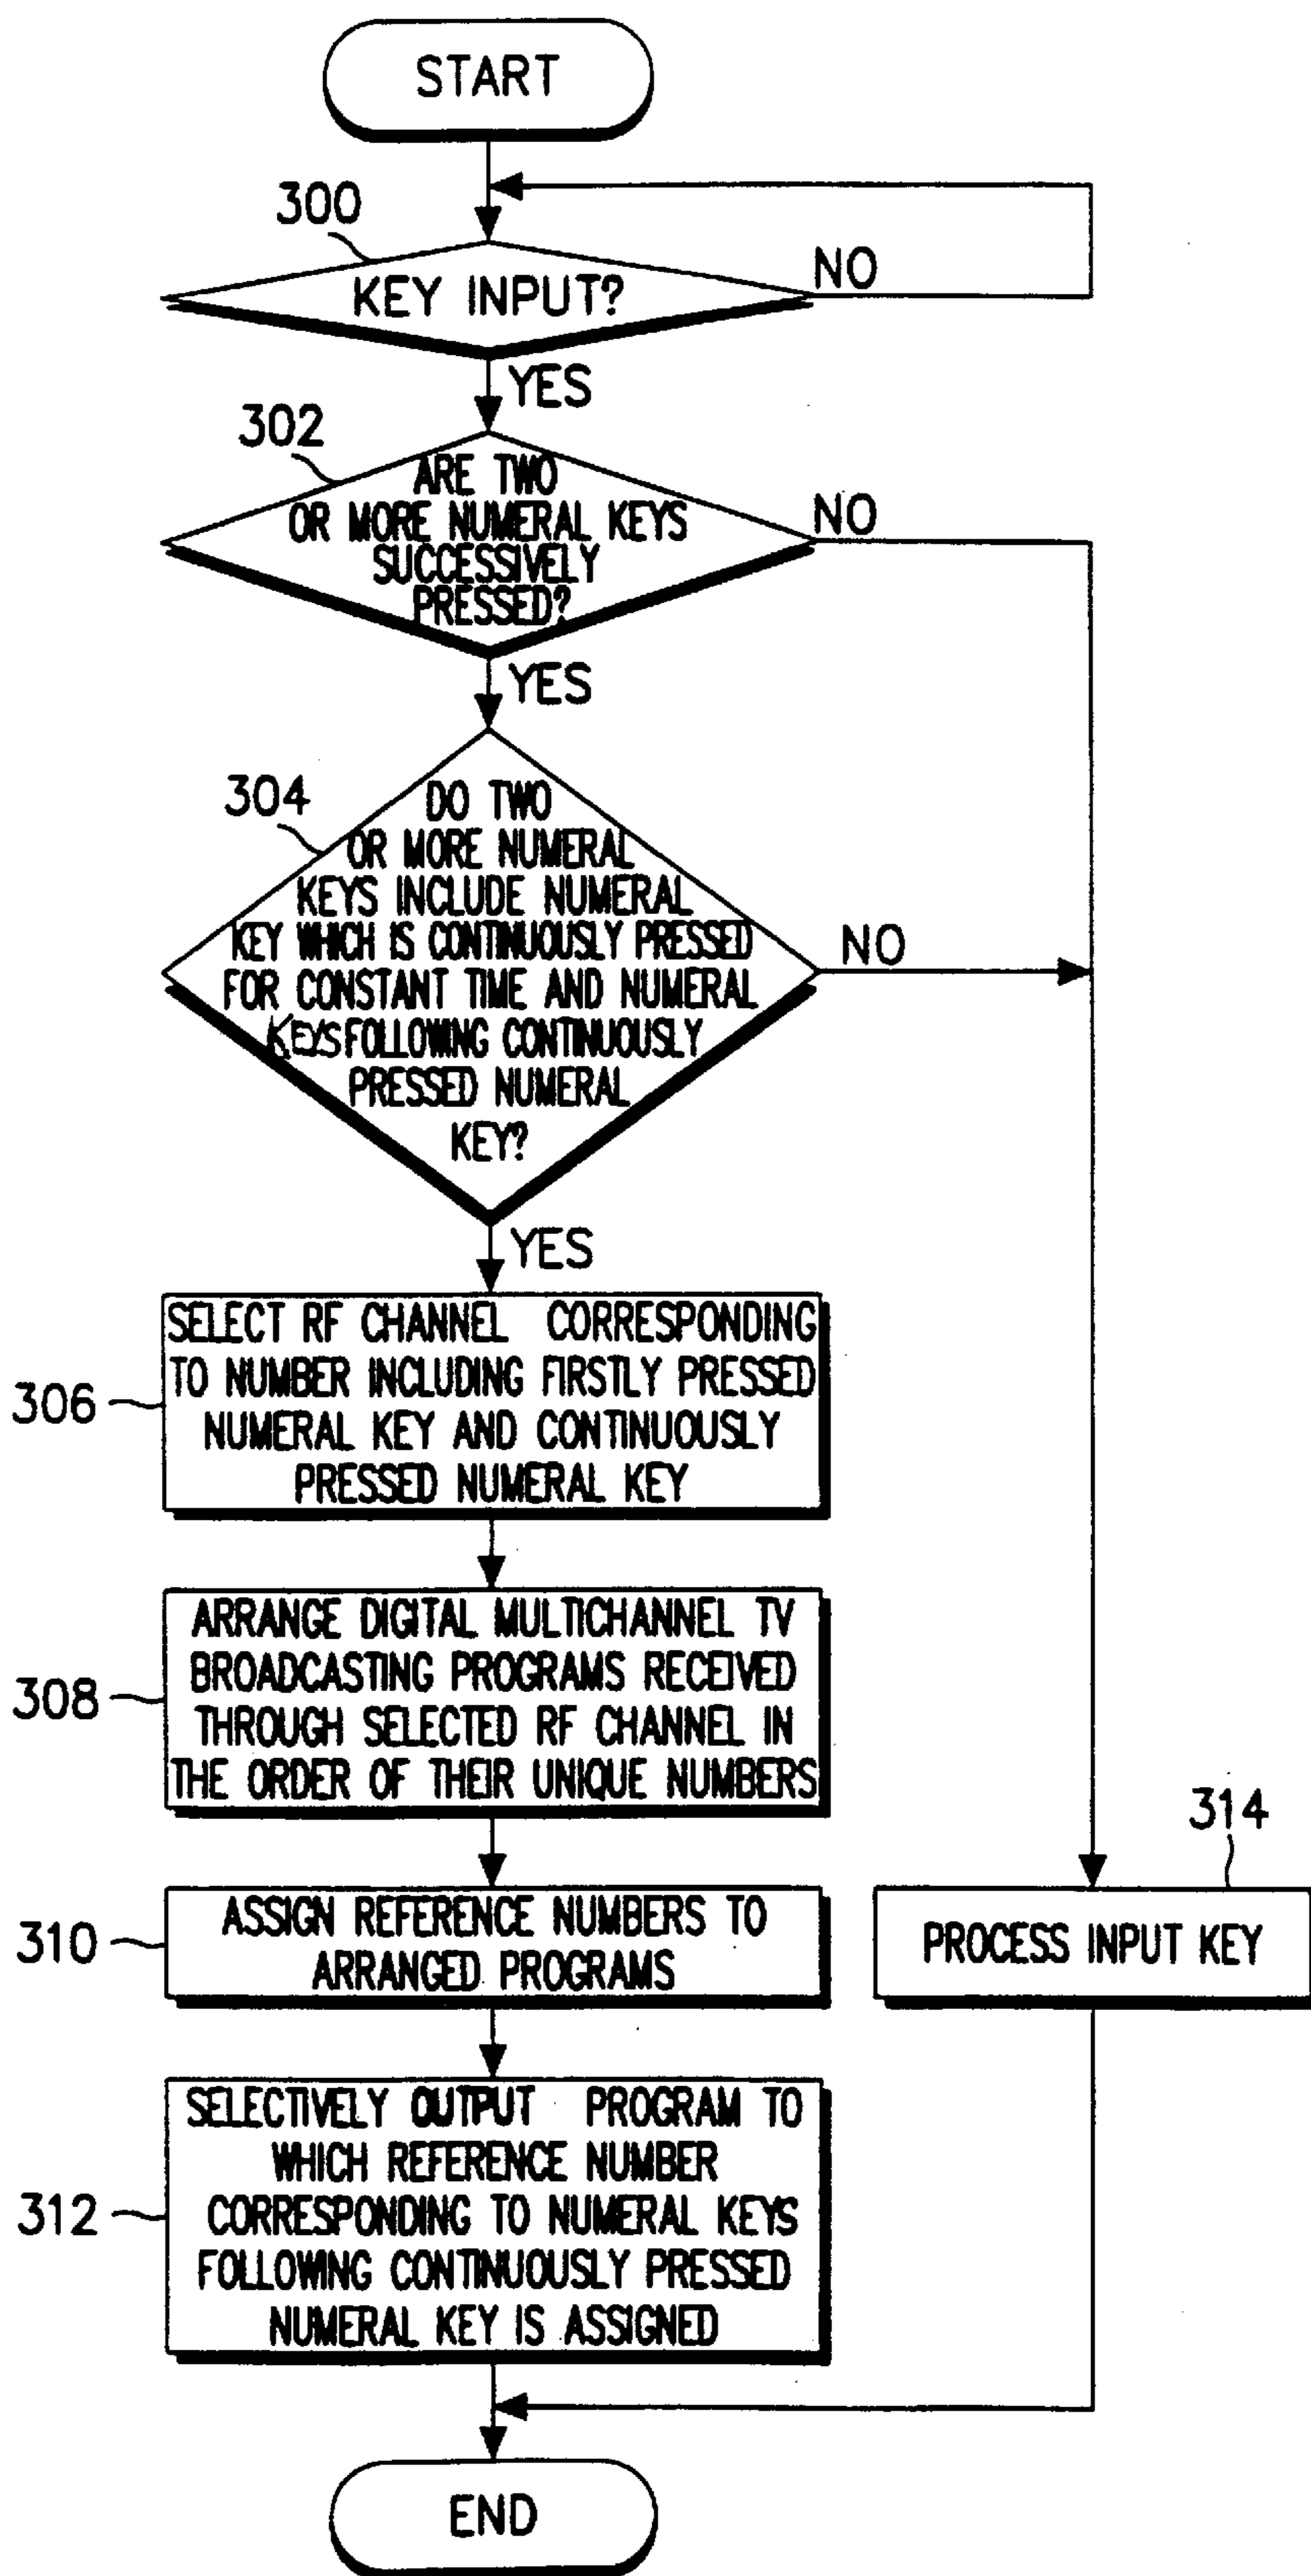 START
300
KEY INPUT?
NO
YES
302
ARE TWO
OR MORE NUMERAL KEYS
SUCCESSIVELY
PRESSED?
NO
YES
304
DO TWO
OR MORE NUMERAL
KEYS INCLUDE NUMERAL
KEY WHICH IS CONTINUOUSLY PRESSED
FOR CONSTANT TIME AND NUMERAL
KEYS FOLLOWING CONTINUOUSLY
PRESSED NUMERAL
KEY?
NO
YES
306
SELECT RF CHANNEL CORRESPONDING
TO NUMBER INCLUDING FIRSTLY PRESSED
NUMERAL KEY AND CONTINUOUSLY
PRESSED NUMERAL KEY
308
ARRANGE DIGITAL MULTICHANNEL TV
BROADCASTING PROGRAMS RECEIVED
THROUGH SELECTED RF CHANNEL IN
THE ORDER OF THEIR UNIQUE NUMBERS
310
ASSIGN REFERENCE NUMBERS TO
ARRANGED PROGRAMS
314
PROCESS INPUT KEY
312
SELECTIVELY OUTPUT PROGRAM TO
WHICH REFERENCE NUMBER
CORRESPONDING TO NUMERAL KEYS
FOLLOWING CONTINUOUSLY PRESSED
NUMERAL KEY IS ASSIGNED
END